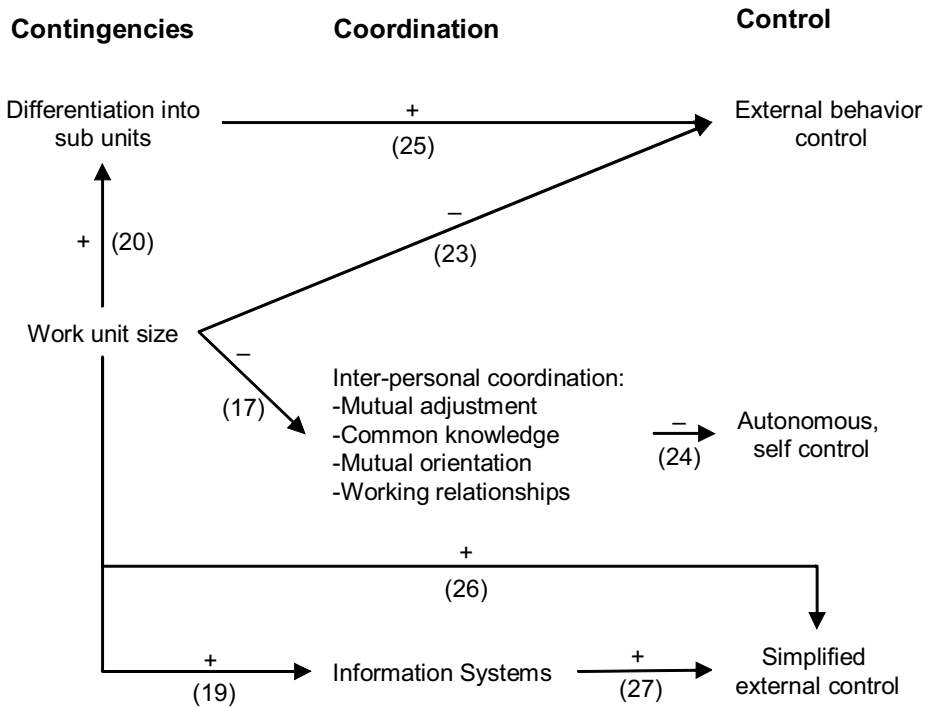 Contingencies
Coordination
Control
Differentiation into
sub units
+
(25)
External behavior
control
+
(20)
–
(23)
Work unit size
–
(17)
Inter-personal coordination:
-Mutual adjustment
-Common knowledge
-Mutual orientation
-Working relationships
–
(24)
Autonomous,
self control
+
(26)
+
(19)
Information Systems
+
(27)
Simplified
external control